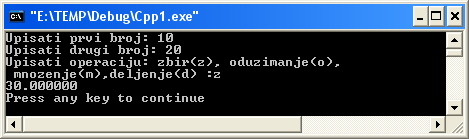 "E:\TEMP\Debug\Cpp1.exe"
Upisati prvi broj: 10
Upisati drugi broj: 20
Upisati operaciju: zbir(z), oduzimanje(o),
 mnozenje(m),deljenje(d) :z
30.000000
Press any key to continue